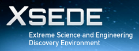 XSEDE
Extreme Science and Engineering
Discovery Environment